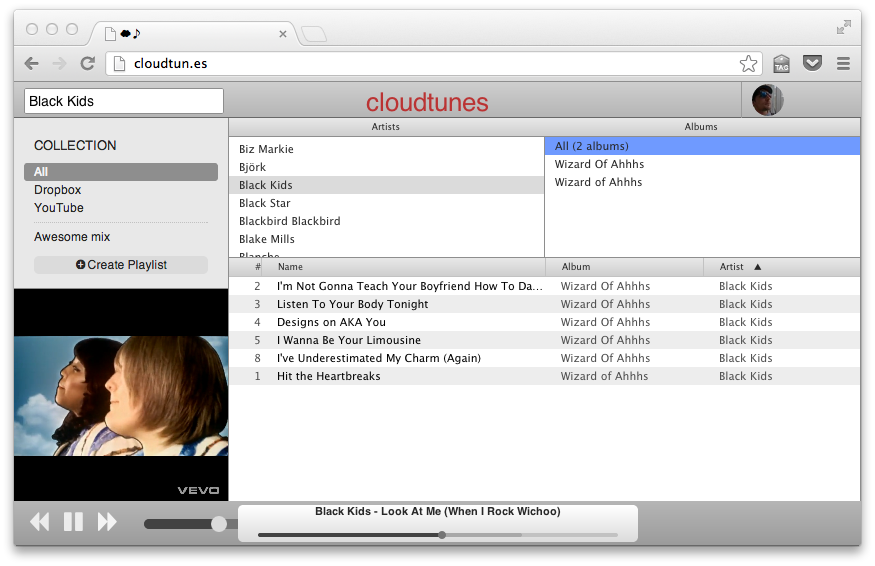 cloudtun.es
TAG
Black Kids
cloudtunes
Artists
Albums
COLLECTION
All
Dropbox
YouTube
Awesome mix
Create Playlist
Biz Markie
Björk
Black Kids
Black Star
Blackbird Blackbird
Blake Mills
Blanche
All (2 albums)
Wizard Of Ahhhs
Wizard of Ahhhs
# Name Album Artist
2 I'm Not Gonna Teach Your Boyfriend How To Da... Wizard Of Ahhhs Black Kids
3 Listen To Your Body Tonight Wizard Of Ahhhs Black Kids
4 Designs on AKA You Wizard Of Ahhhs Black Kids
5 I Wanna Be Your Limousine Wizard Of Ahhhs Black Kids
8 I've Underestimated My Charm (Again) Wizard Of Ahhhs Black Kids
1 Hit the Heartbreaks Wizard of Ahhhs Black Kids
vevo
Black Kids - Look At Me (When I Rock Wichoo)